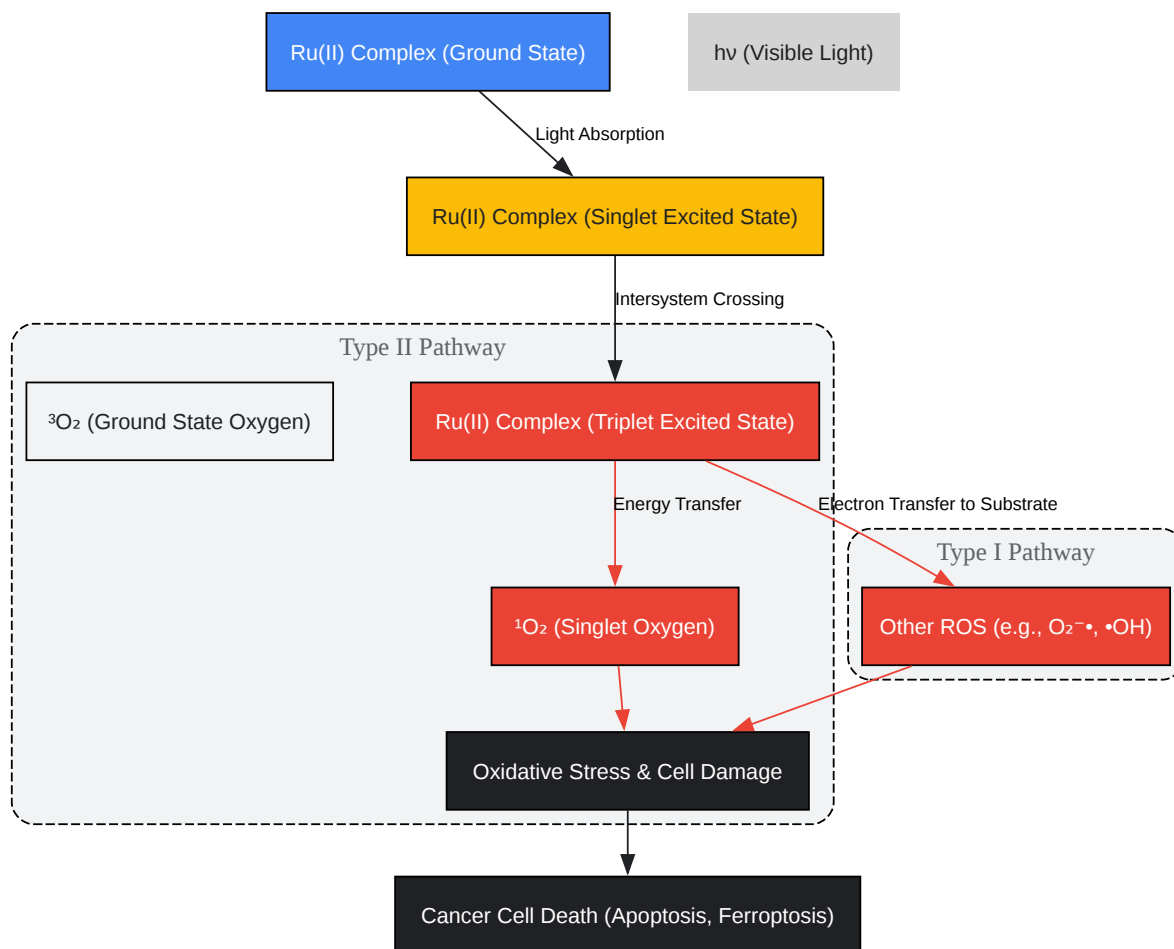 Ru(II) Complex (Ground State)
hν (Visible Light)
Light Absorption
Ru(II) Complex (Singlet Excited State)
Intersystem Crossing
Type II Pathway
³O₂ (Ground State Oxygen)
Ru(II) Complex (Triplet Excited State)
Energy Transfer
Electron Transfer to Substrate
Type I Pathway
¹O₂ (Singlet Oxygen)
Other ROS (e.g., O₂⁻•, •OH)
Oxidative Stress & Cell Damage
Cancer Cell Death (Apoptosis, Ferroptosis)